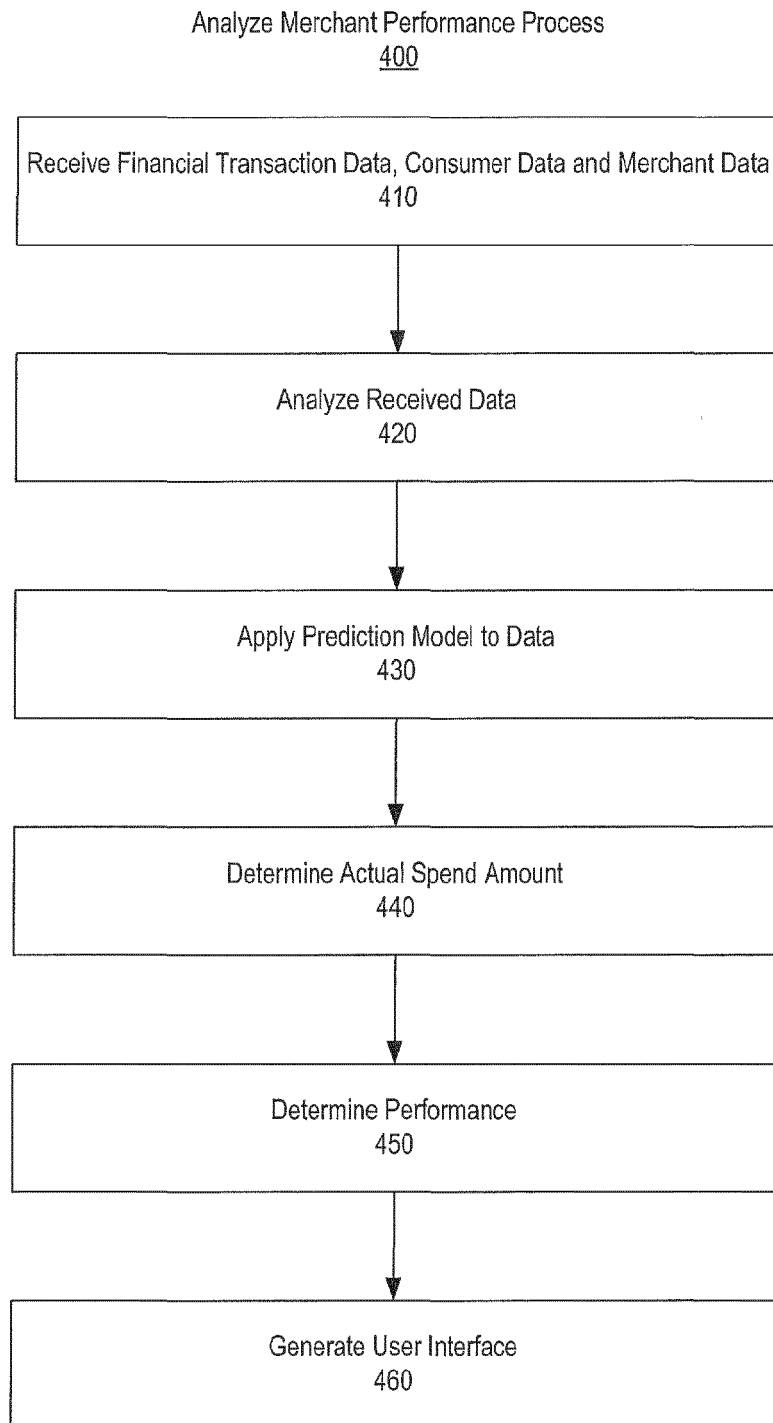 Analyze Merchant Performance Process
400
Receive Financial Transaction Data, Consumer Data and Merchant Data
410
Analyze Received Data
420
Apply Prediction Model to Data
430
Determine Actual Spend Amount
440
Determine Performance
450
Generate User Interface
460